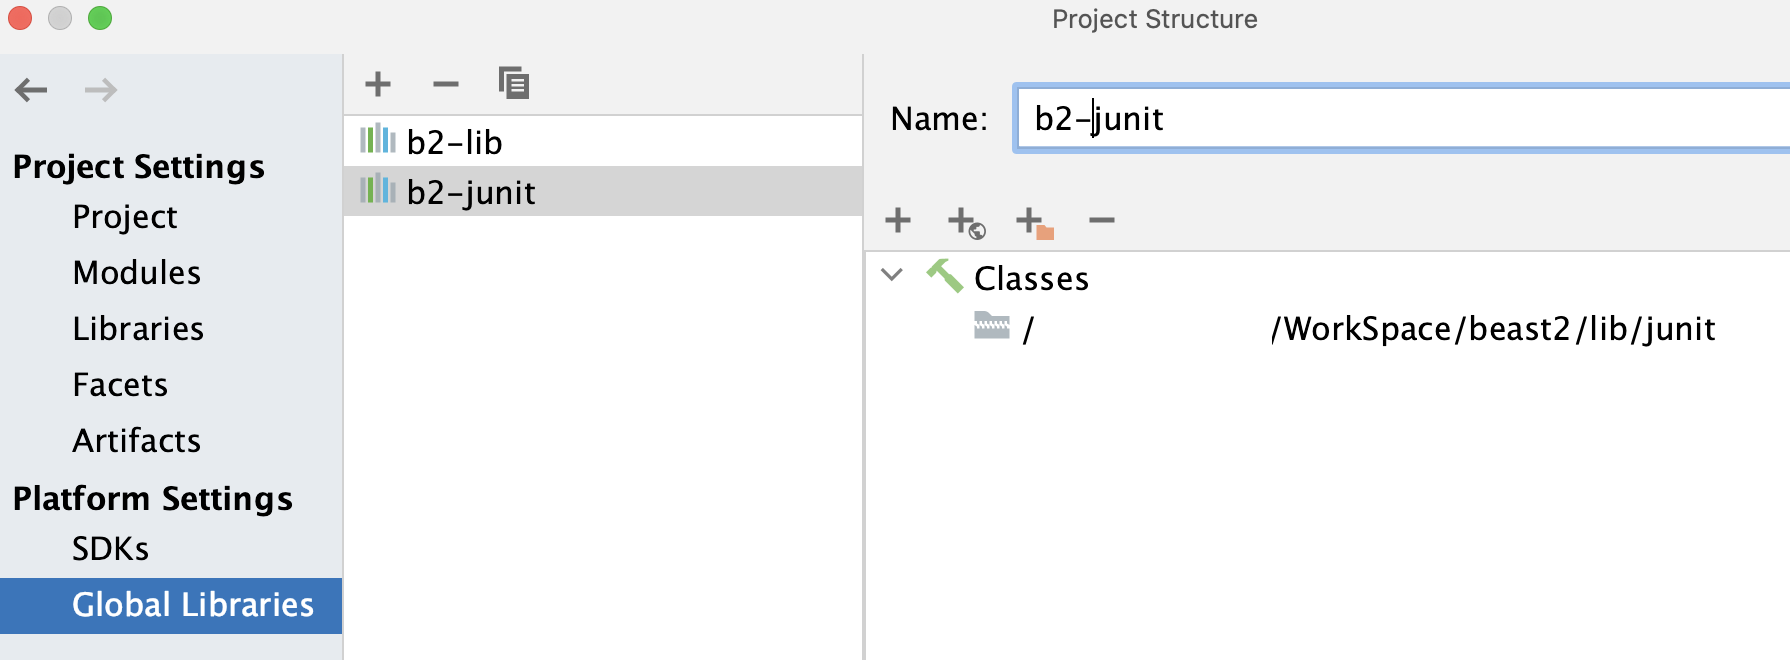 Project Structure
Project Settings
Project
Modules
Libraries
Facets
Artifacts
Platform Settings
SDKs
Global Libraries
b2-lib
b2-junit
Name: b2-junit
Classes
/ /WorkSpace/beast2/lib/junit